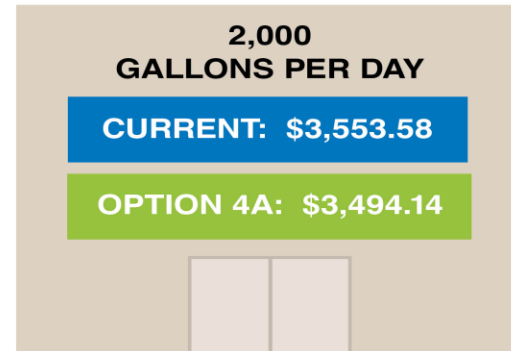 2,000
GALLONS PER DAY
CURRENT: $3,553.58
OPTION 4A: $3,494.14